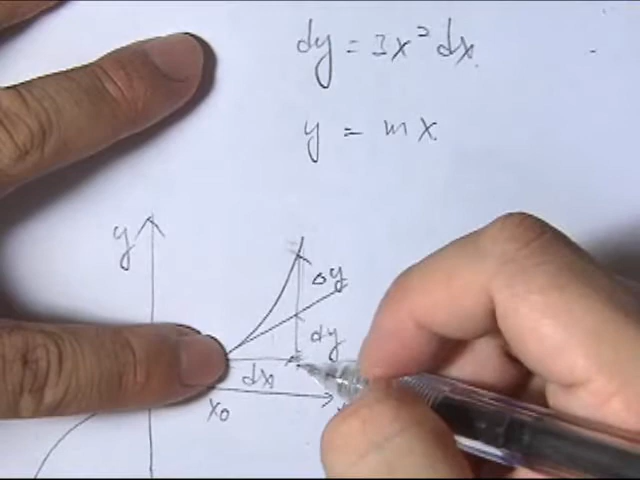 dy = 3x² dx
y = mx
y
Δy
dy
dx
x₀